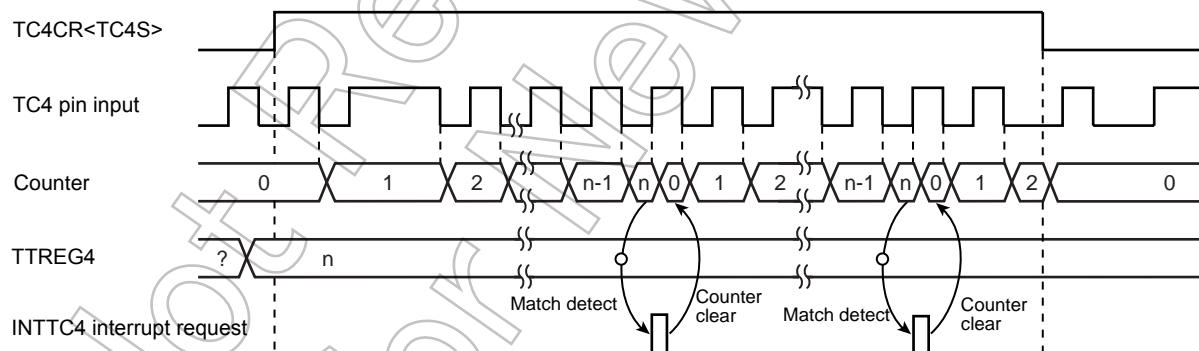 TC4CR<TC4S>
TC4 pin input
Counter 0 1 2 n-1 n 0 1 2 n-1 n 0 1 2 0
TTREG4 ? n
Match detect Counter clear Match detect Counter clear
INTTC4 interrupt request